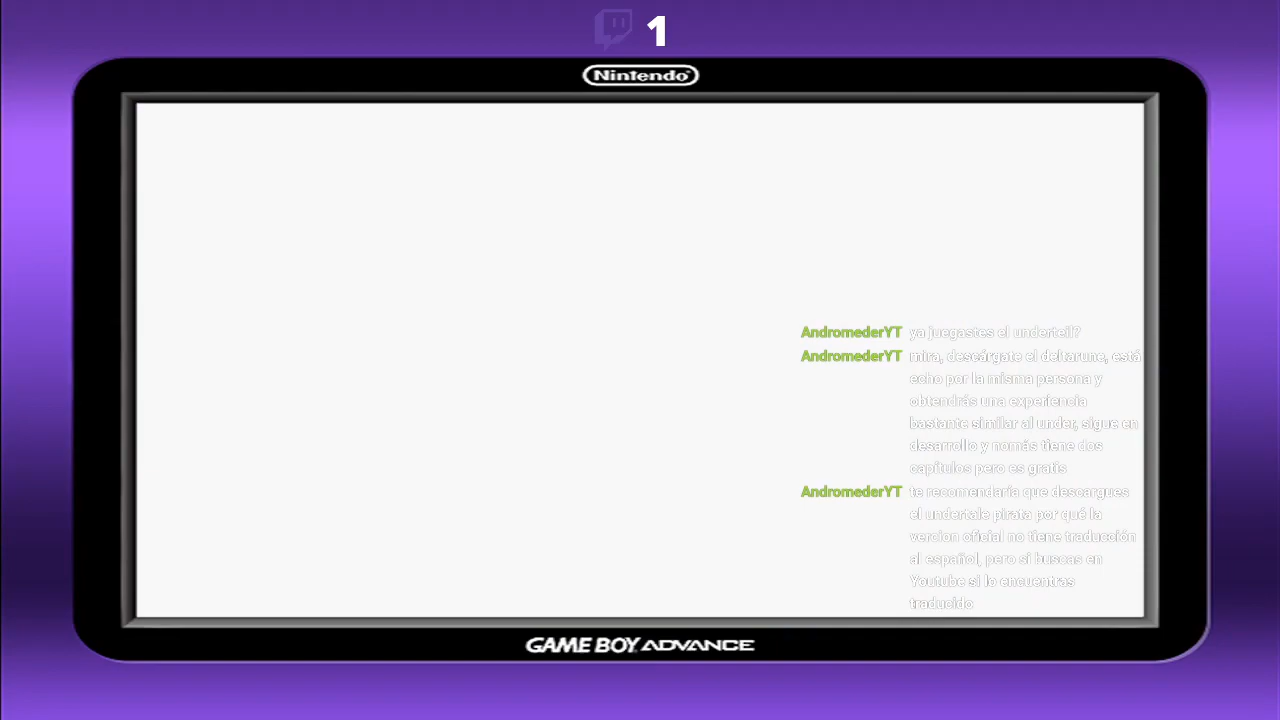 1
Nintendo
AndromederYT ya juegastes el underteil?
AndromederYT mira, descárgate el deltarune, está
echo por la misma persona y
obtendrás una experiencia
bastante similar al under, sigue en
desarrollo y nomás tiene dos
capítulos pero es gratis
AndromederYT te recomendaría que descargues
el undertale pirata por qué la
vercion oficial no tiene traducción
al español, pero si buscas en
Youtube si lo encuentras
traducido
GAME BOY ADVANCE